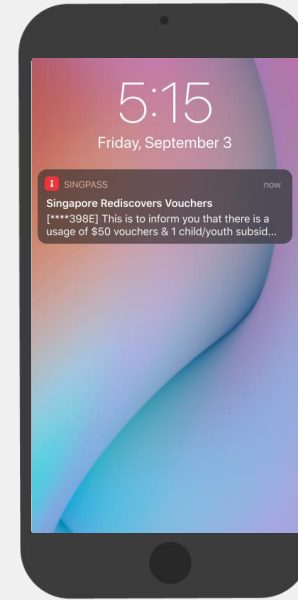 5:15
Friday, September 3
SINGPASS now
Singapore Rediscovers Vouchers
[****398E] This is to inform you that there is a
usage of $50 vouchers & 1 child/youth subsid...